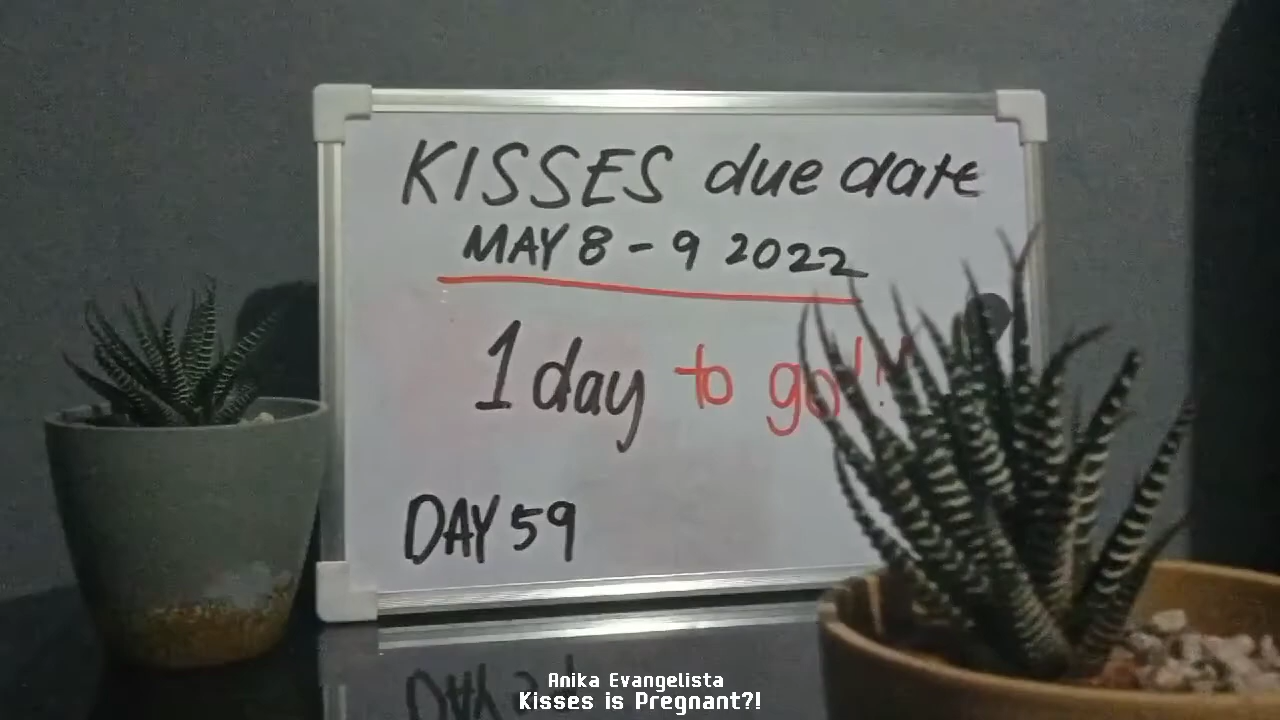 KISSES due date
MAY 8 - 9 2022
1 day to go!!
DAY 59
Anika Evangelista
Kisses is Pregnant?!